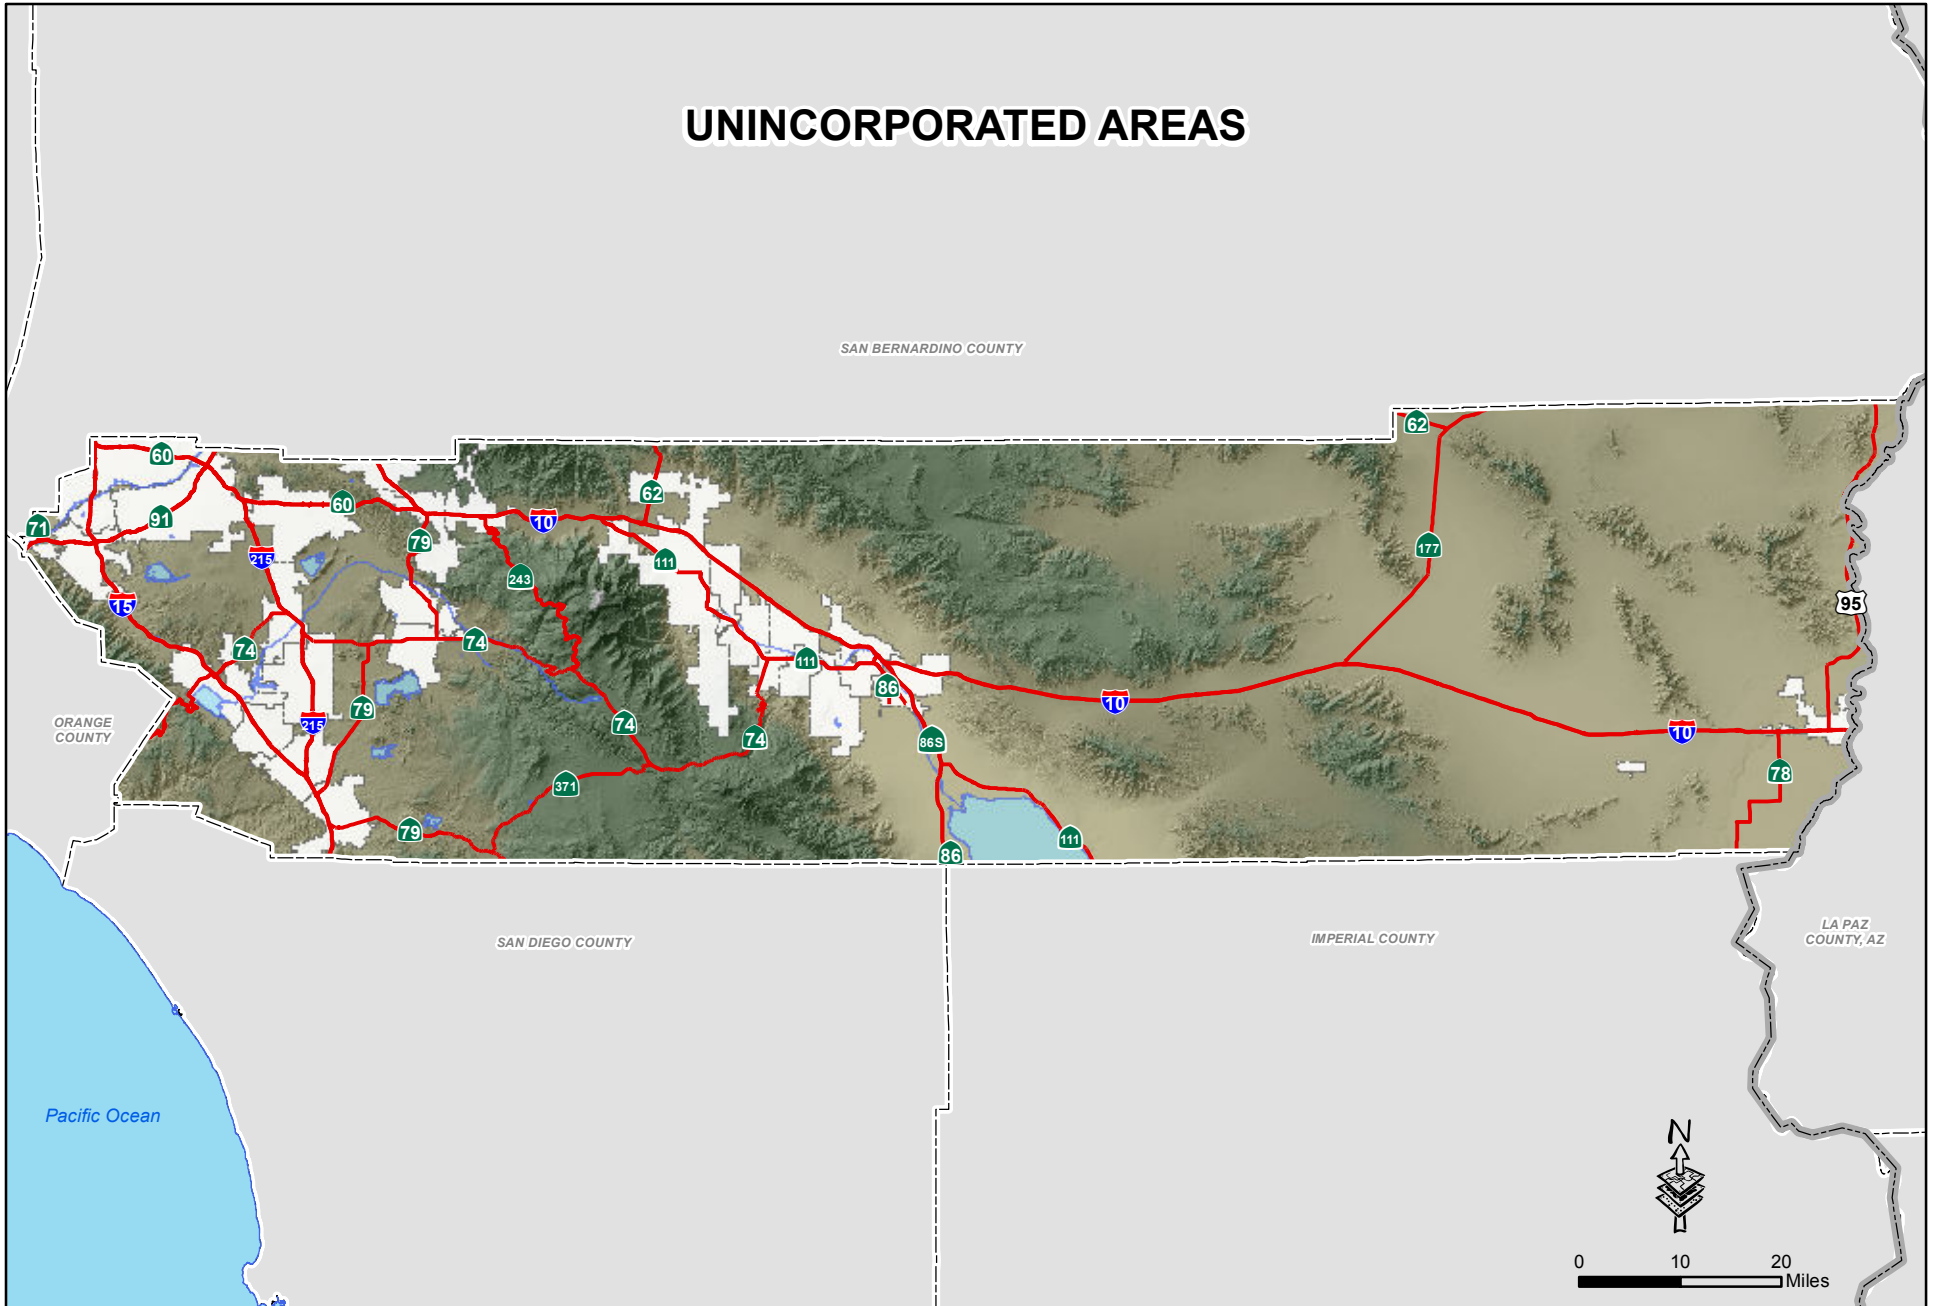 UNINCORPORATED AREAS
SAN BERNARDINO COUNTY
62
60
62
60
91
10
71
79
177
215
111
243
15
95
74
74
111
86
10
79
ORANGE
COUNTY
215
74
74
86S
10
78
371
79
111
86
SAN DIEGO COUNTY
IMPERIAL COUNTY
LA PAZ
COUNTY, AZ
Pacific Ocean
N
0 10 20
Miles